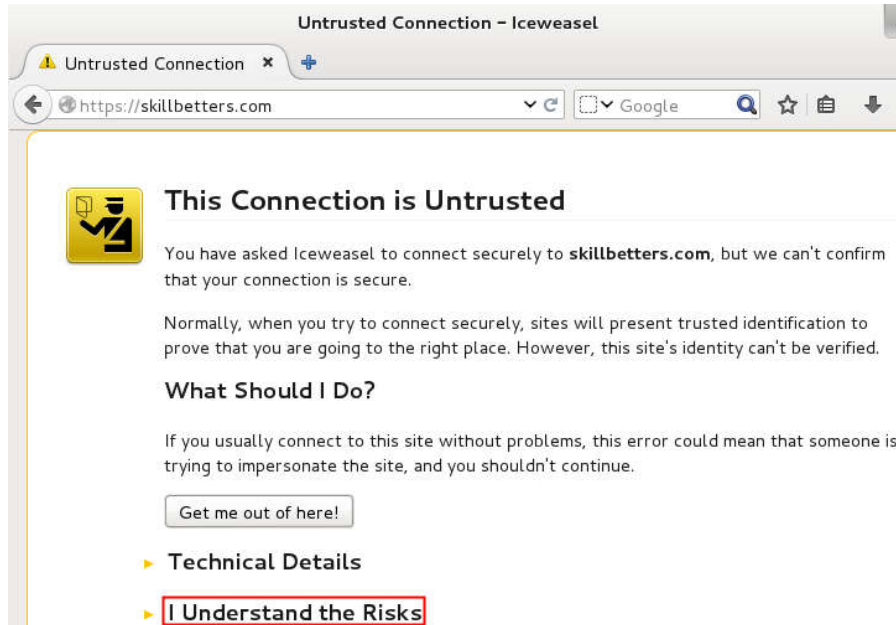 Untrusted Connection - Iceweasel
Untrusted Connection
https://skillbetters.com
Google
This Connection is Untrusted
You have asked Iceweasel to connect securely to skillbetters.com, but we can't confirm
that your connection is secure.
Normally, when you try to connect securely, sites will present trusted identification to
prove that you are going to the right place. However, this site's identity can't be verified.
What Should I Do?
If you usually connect to this site without problems, this error could mean that someone is
trying to impersonate the site, and you shouldn't continue.
Get me out of here!
Technical Details
I Understand the Risks